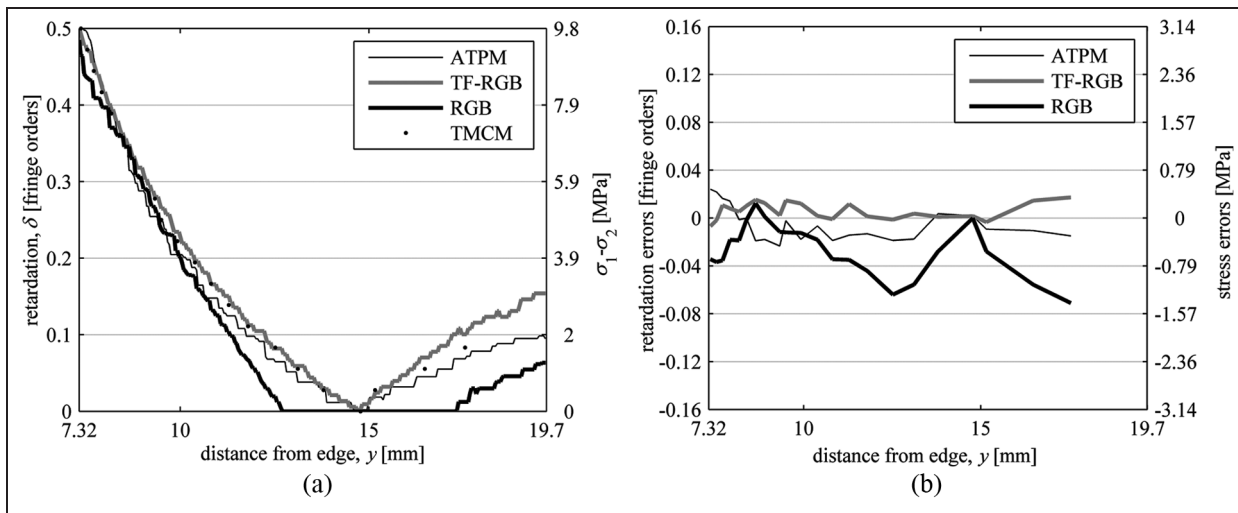 retardation, δ [fringe orders]
0.5
0.4
0.3
0.2
0.1
0
ATPM
TF-RGB
RGB
TMCM
9.8
7.9
5.9
3.9
2
0
σ1-σ2 [MPa]
7.32
10
15
19.7
distance from edge, y [mm]
(a)
retardation errors [fringe orders]
0.16
0.12
0.08
0.04
0
-0.04
-0.08
-0.12
-0.16
ATPM
TF-RGB
RGB
3.14
2.36
1.57
0.79
0
-0.79
-1.57
-2.36
-3.14
stress errors [MPa]
7.32
10
15
19.7
distance from edge, y [mm]
(b)